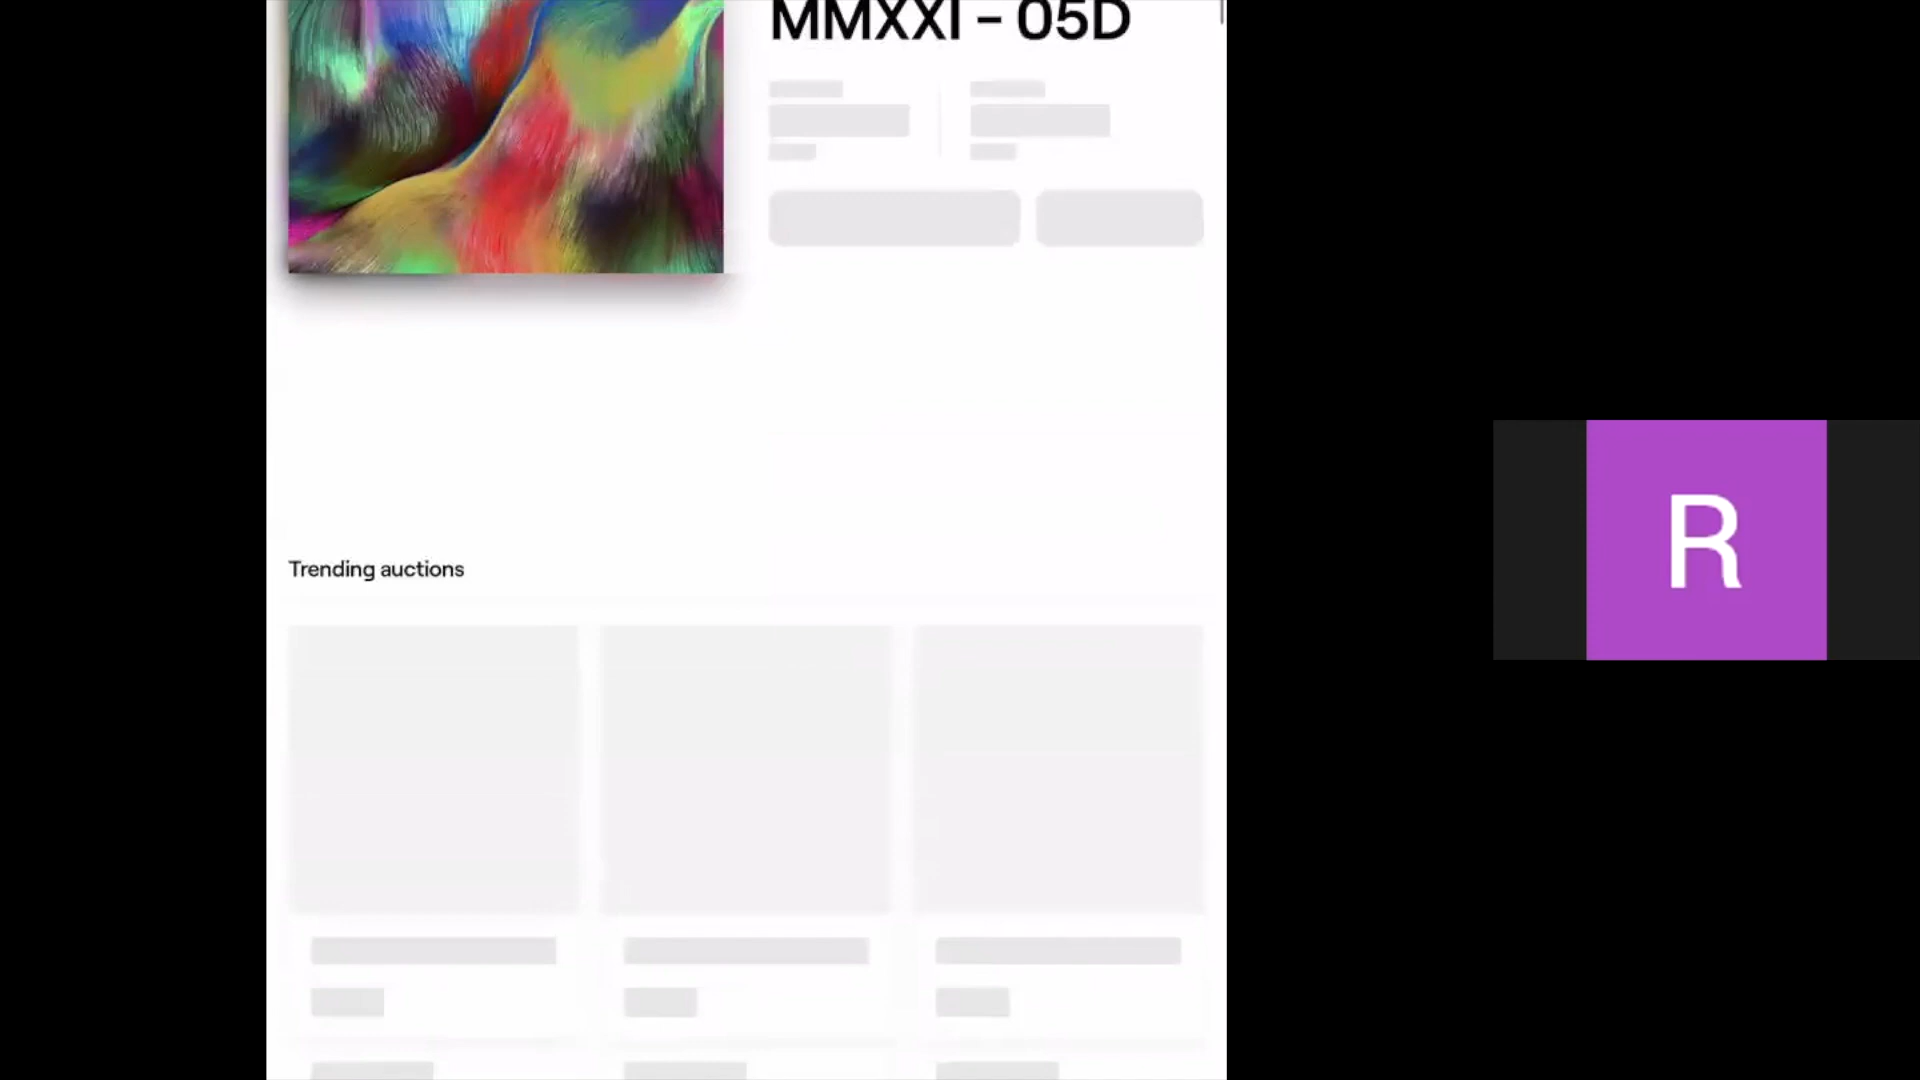 MMXXI – 05D
Trending auctions
R